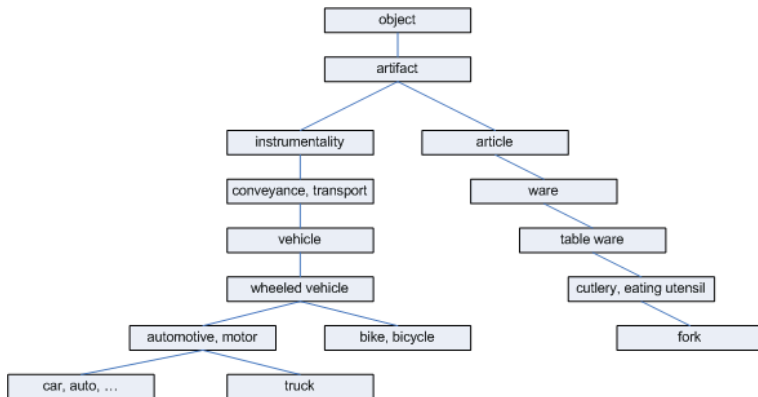 object
artifact
instrumentality
article
conveyance, transport
ware
vehicle
table ware
wheeled vehicle
cutlery, eating utensil
automotive, motor
bike, bicycle
fork
car, auto, …
truck